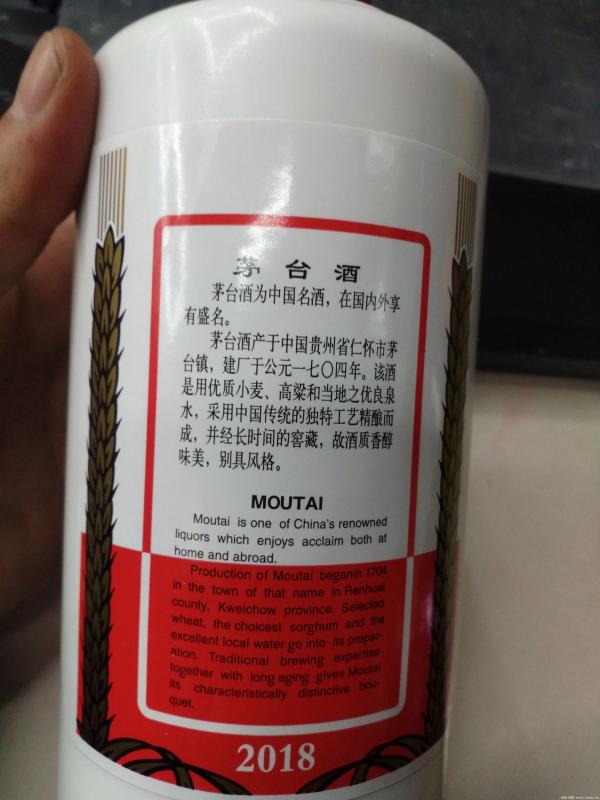 茅台酒
茅台酒为中国名酒，在国内外享
有盛名。
茅台酒产于中国贵州省仁怀市茅
台镇，建厂于公元一七〇四年。该酒
是用优质小麦、高粱和当地之优良泉
水，采用中国传统的独特工艺精酿而
成，并经长时间的窖藏，故酒质香醇
味美，别具风格。
MOUTAI
Moutai is one of China's renowned
liquors which enjoys acclaim both at
home and abroad.
Production of Moutai beganin 1704
in the town of that name in Renhuai
county, Kweichow province. Selected
wheat, the choicest sorghum and the
excellent local water go into its prepar-
ation. Traditional brewing expertise
together with long aging gives Moutai
its characteristically distinctive bou-
quet.
2018